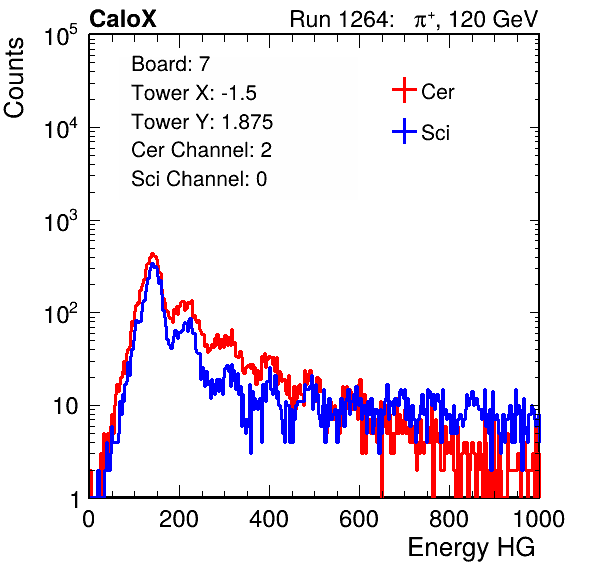 CaloX Run 1264: π⁺, 120 GeV
Counts
10⁵
10⁴
10³
10²
10
1
Board: 7
Tower X: -1.5
Tower Y: 1.875
Cer Channel: 2
Sci Channel: 0
Cer
Sci
0 200 400 600 800 1000
Energy HG